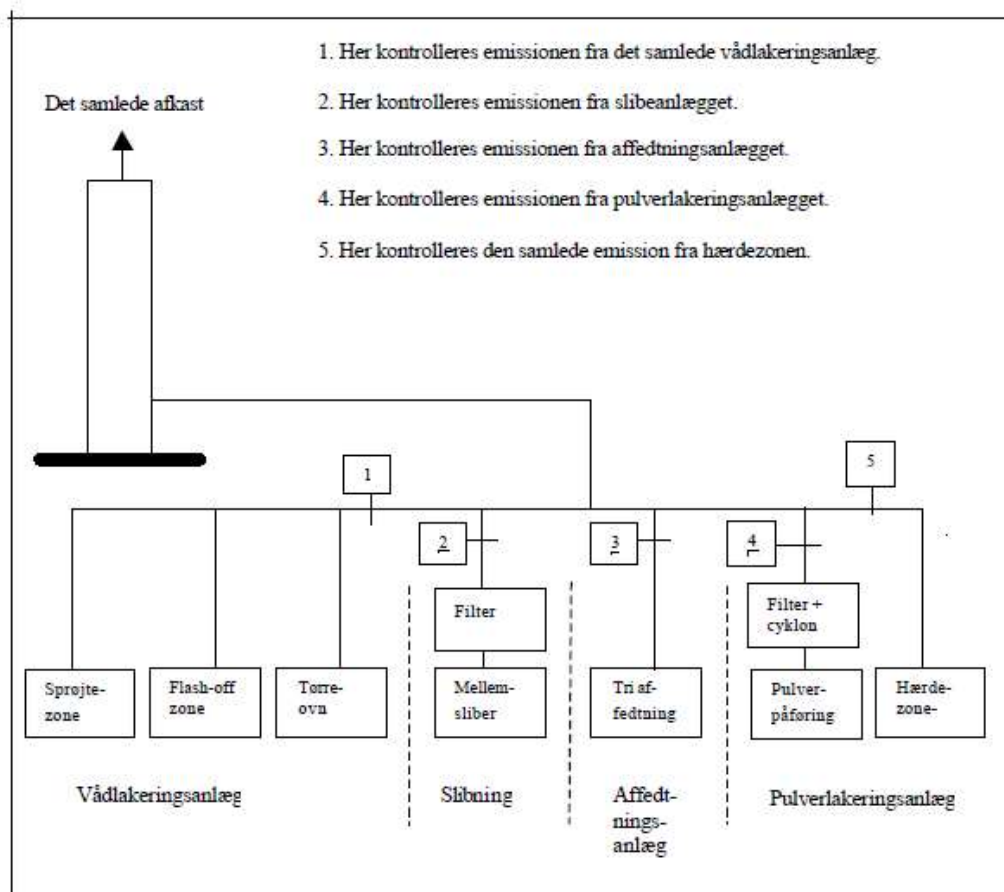 1. Her kontrolleres emissionen fra det samlede vådlakeringsanlæg.
Det samlede afkast
2. Her kontrolleres emissionen fra slibeanlægget.
3. Her kontrolleres emissionen fra affedtningsanlægget.
4. Her kontrolleres emissionen fra pulverlakeringsanlægget.
5. Her kontrolleres den samlede emission fra hærdezonen.
1
5
2
3
4
Filter
Filter +
cyklon
Sprøjte-
zone
Flash-off
zone
Tørre-
ovn
Mellem-
sliber
Tri af-
fedtning
Pulver-
påføring
Hærde-
zone-
Vådlakeringsanlæg
Slibning
Affedt-
nings-
anlæg
Pulverlakeringsanlæg